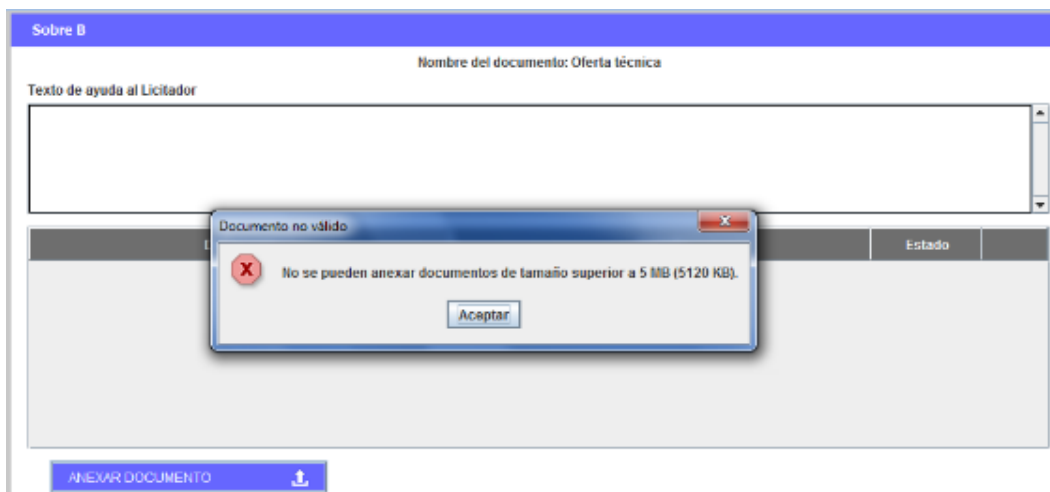 Sobre B
Nombre del documento: Oferta técnica
Texto de ayuda al Licitador
Documento no válido
Estado
No se pueden anexar documentos de tamaño superior a 5 MB (5120 KB).
Aceptar
ANEXAR DOCUMENTO